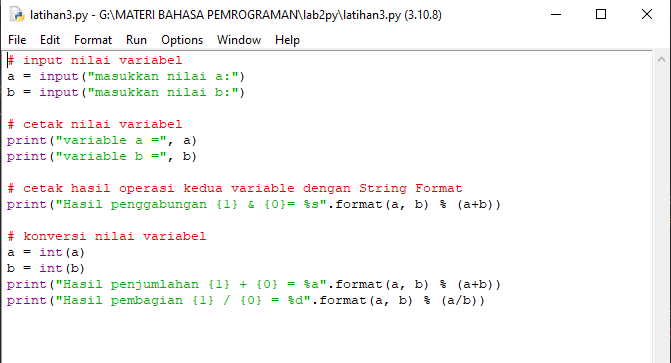 latihan3.py - G:\MATERI BAHASA PEMROGRAMAN\lab2py\latihan3.py (3.10.8)
File Edit Format Run Options Window Help
# input nilai variabel
a = input("masukkan nilai a:")
b = input("masukkan nilai b:")
# cetak nilai variabel
print("variable a =", a)
print("variable b =", b)
# cetak hasil operasi kedua variable dengan String Format
print("Hasil penggabungan {1} & {0}= %s".format(a, b) % (a+b))
# konversi nilai variabel
a = int(a)
b = int(b)
print("Hasil penjumlahan {1} + {0} = %a".format(a, b) % (a+b))
print("Hasil pembagian {1} / {0} = %d".format(a, b) % (a/b))